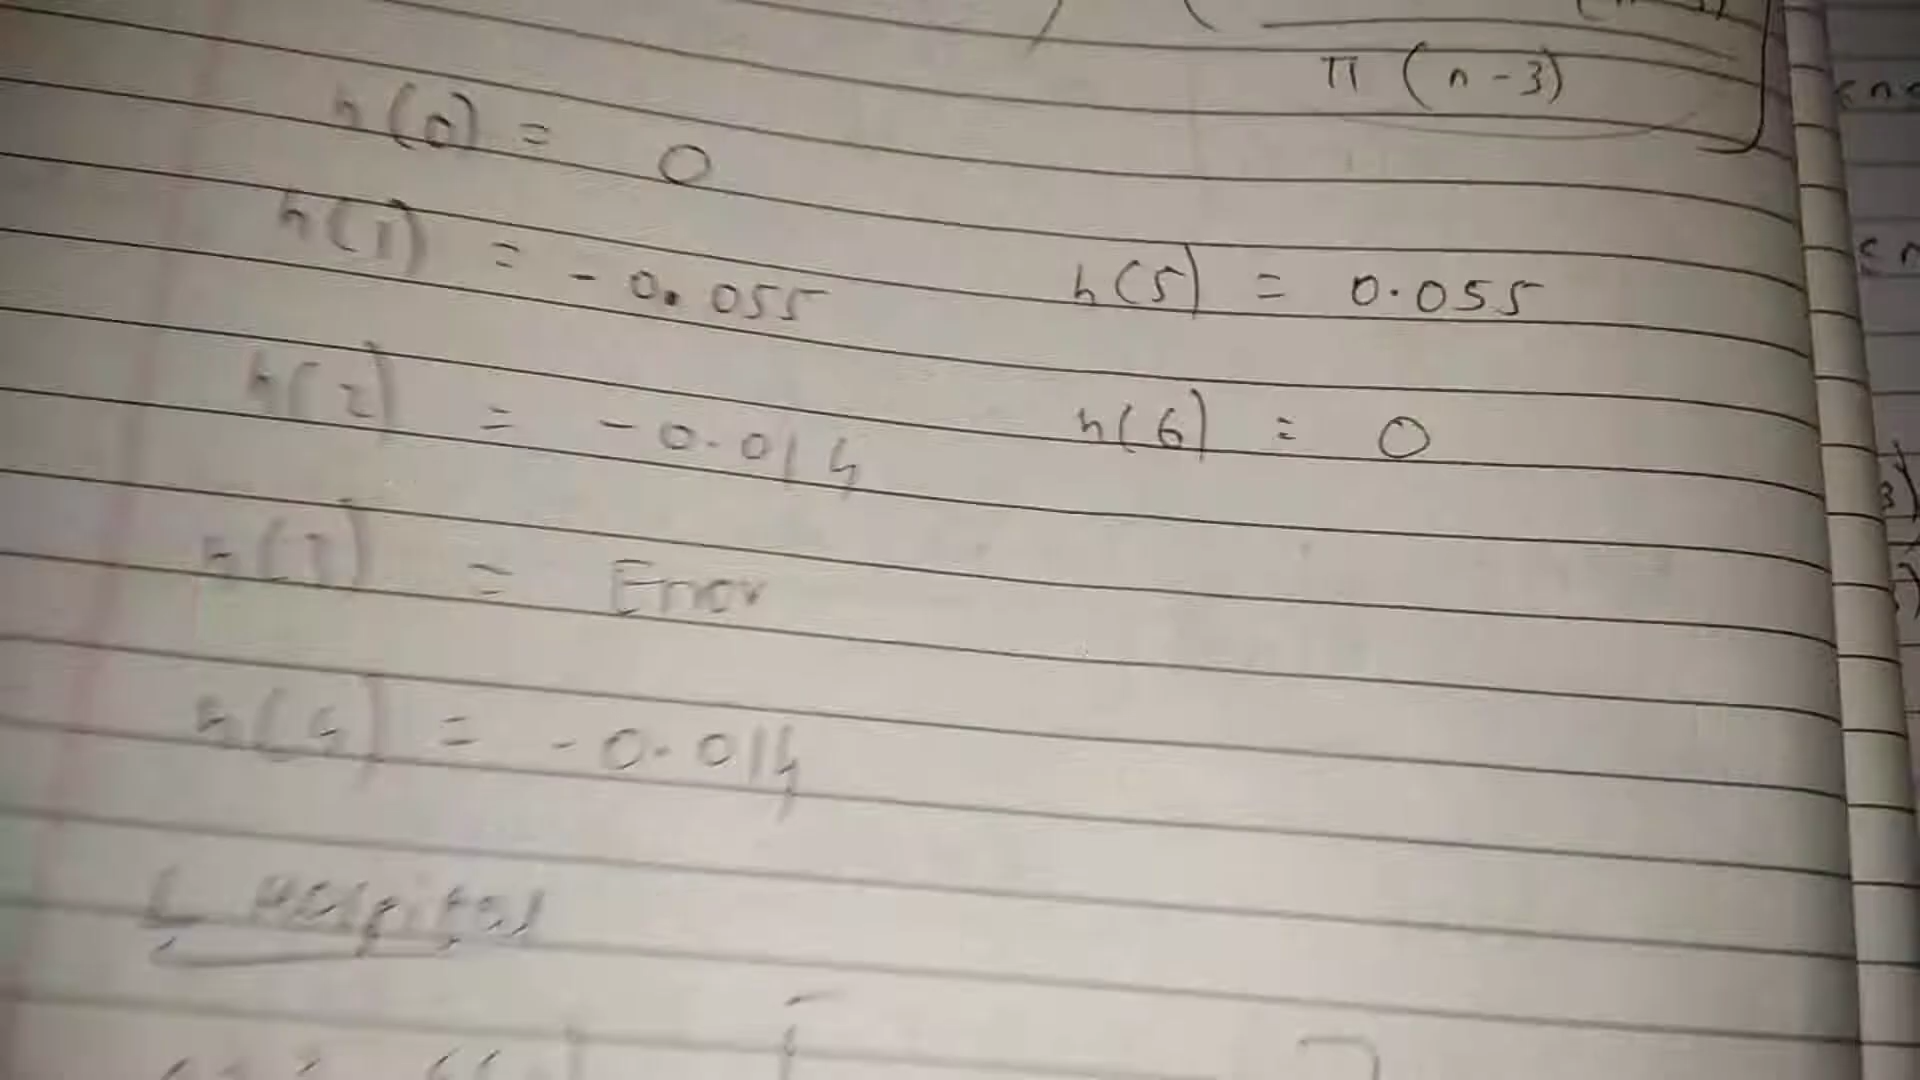 π (n-3)
h(0) = 0
h(1) = -0.055
h(2) = -0.014
h(3) = Error
h(4) = -0.014
h(5) = 0.055
h(6) = 0
L Hospital